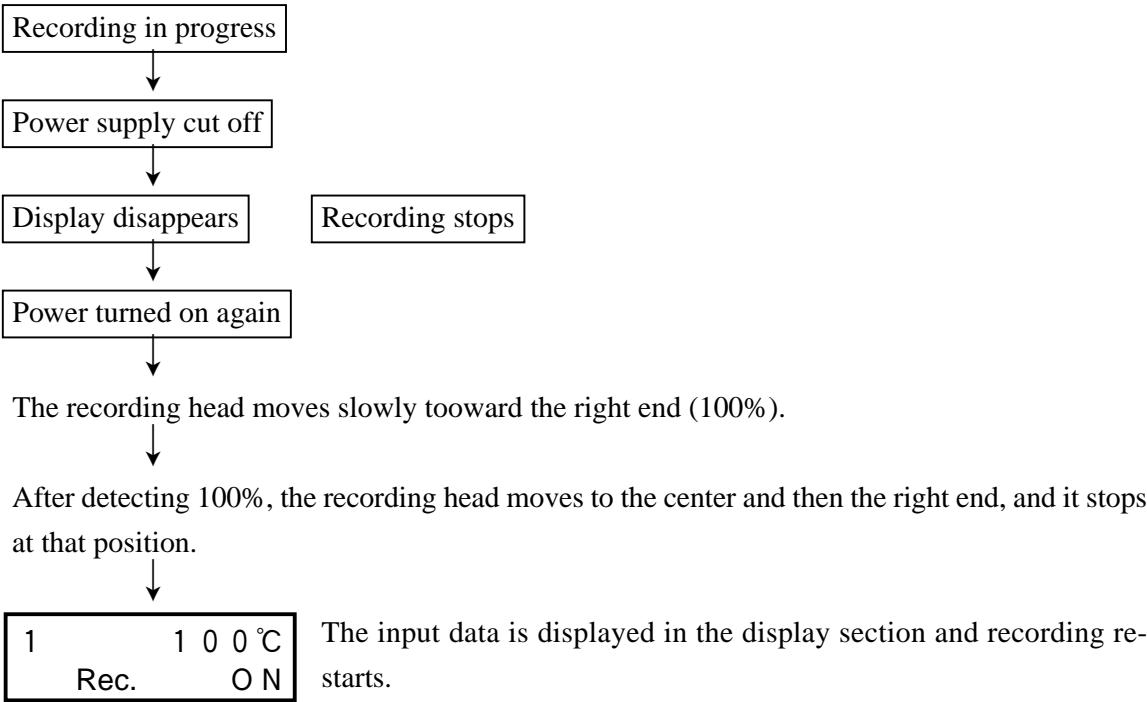 Recording in progress
Power supply cut off
Display disappears
Recording stops
Power turned on again
The recording head moves slowly tooward the right end (100%).
After detecting 100%, the recording head moves to the center and then the right end, and it stops
at that position.
1 1 0 0 ℃
Rec. O N
The input data is displayed in the display section and recording re-
starts.